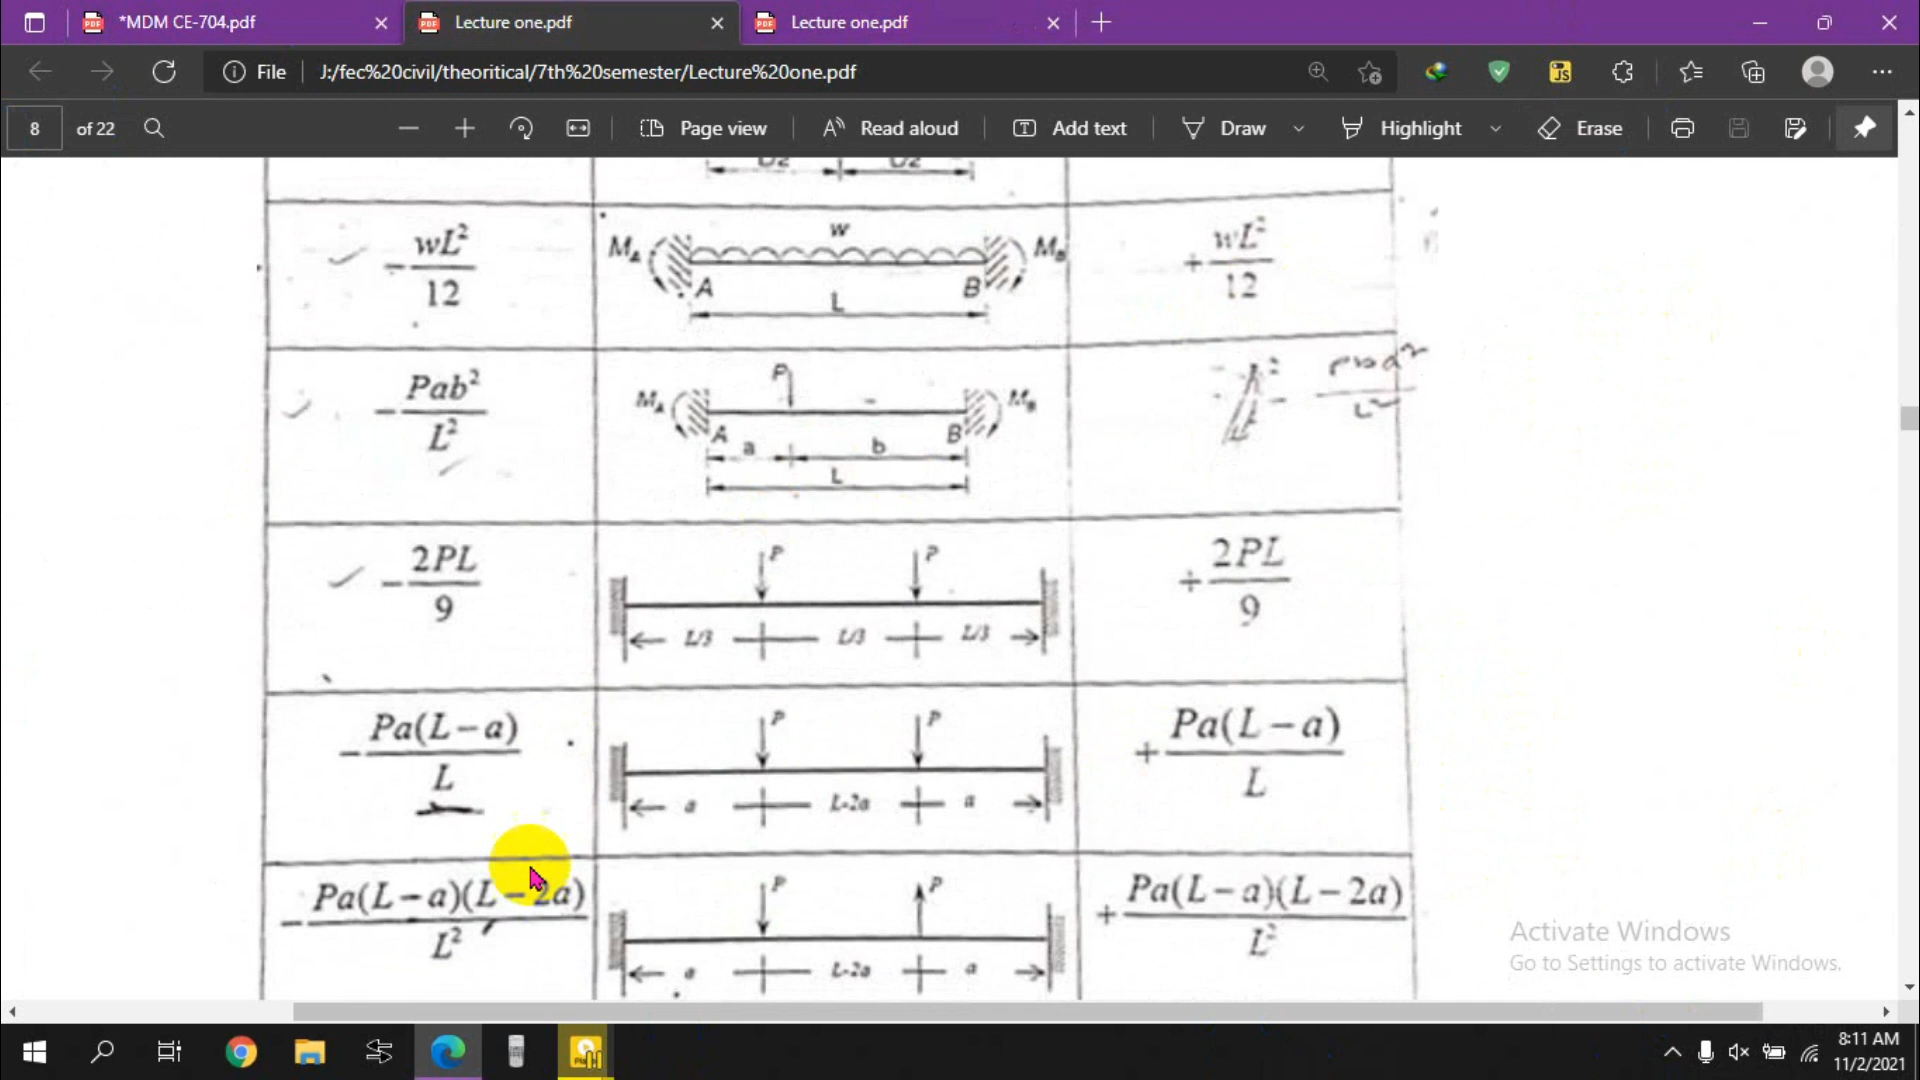 *MDM CE-704.pdf
Lecture one.pdf
Lecture one.pdf
File
J:/fec%20civil/theoritical/7th%20semester/Lecture%20one.pdf
JS
8 of 22
Page view
Read aloud
Add text
Draw
Highlight
Erase
-wL²/12
w
M_A
M_B
A
B
L
+wL²/12
-Pab²/L²
P
M_A
M_B
A
B
a
b
L
-2PL/9
P
P
L/3
L/3
L/3
+2PL/9
-Pa(L-a)/L
P
P
a
L-2a
a
+Pa(L-a)/L
-Pa(L-a)(L-2a)/L²
P
P
a
L-2a
a
+Pa(L-a)(L-2a)/L²
Activate Windows
Go to Settings to activate Windows.
8:11 AM
11/2/2021